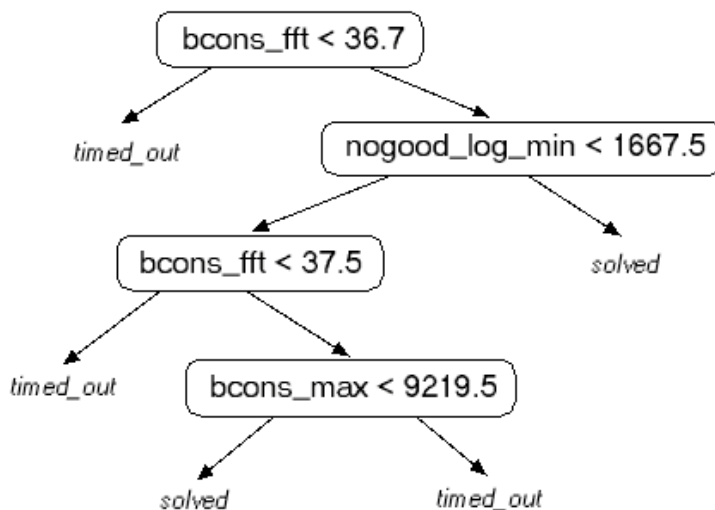 bcons_fft < 36.7
timed_out
nogood_log_min < 1667.5
bcons_fft < 37.5
solved
timed_out
bcons_max < 9219.5
solved
timed_out